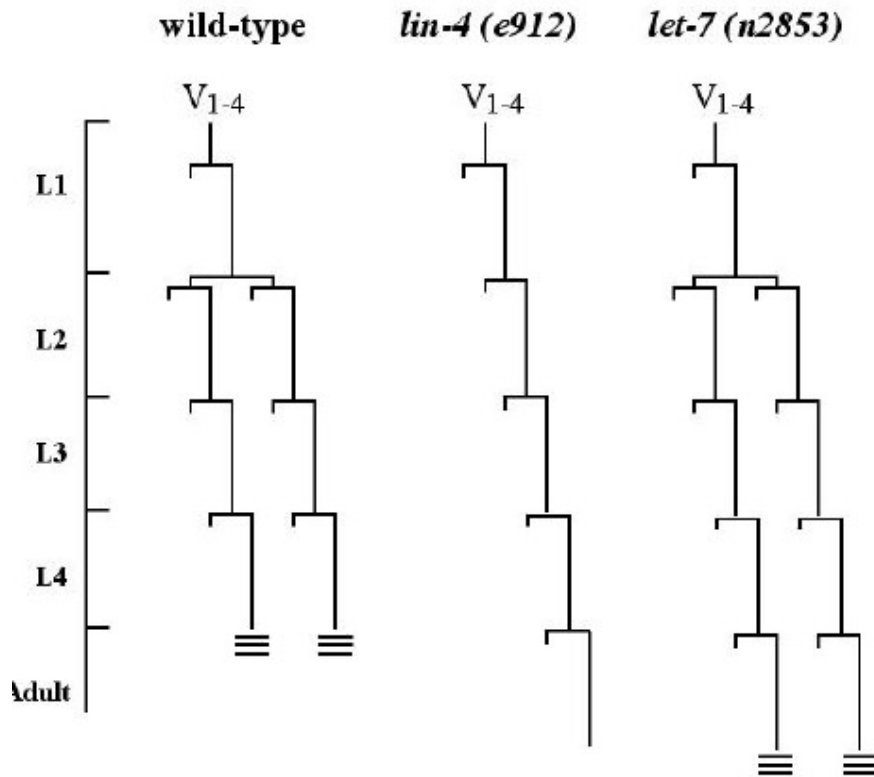 wild-type lin-4 (e912) let-7 (n2853)
V1-4 V1-4 V1-4
L1
L2
L3
L4
Adult